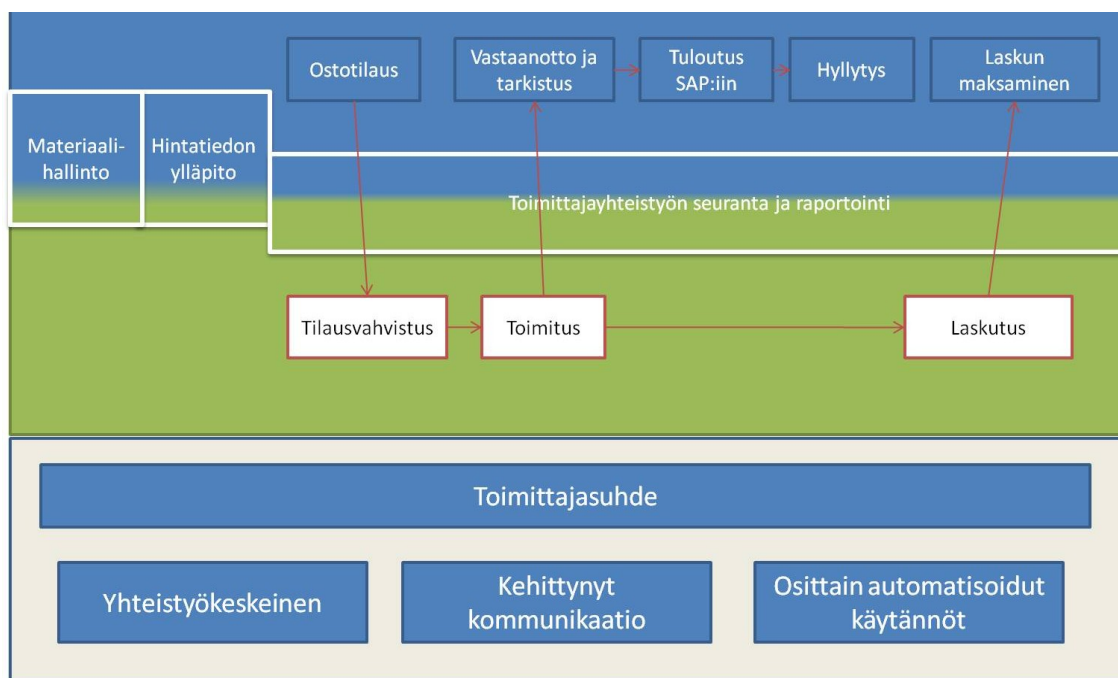 Ostotilaus
Vastaanotto ja
tarkistus
Tuloutus
SAP:iin
Hyllytys
Laskun
maksaminen
Materiaali-
hallinto
Hintatiedon
ylläpito
Toimittajayhteistyön seuranta ja raportointi
Tilausvahvistus
Toimitus
Laskutus
Toimittajasuhde
Yhteistyökeskeinen
Kehittynyt
kommunikaatio
Osittain automatisoidut
käytännöt